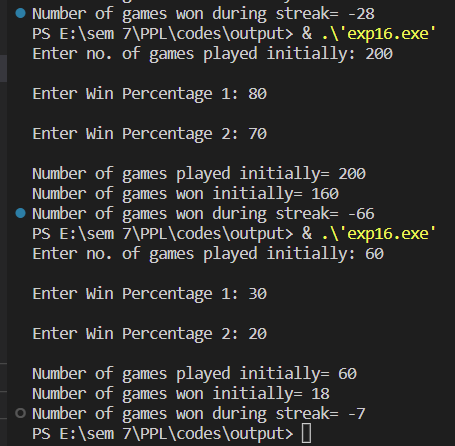 Number of games won during streak= -28
PS E:\sem 7\PPL\codes\output> & .\'exp16.exe'
Enter no. of games played initially: 200
Enter Win Percentage 1: 80
Enter Win Percentage 2: 70
Number of games played initially= 200
Number of games won initially= 160
Number of games won during streak= -66
PS E:\sem 7\PPL\codes\output> & .\'exp16.exe'
Enter no. of games played initially: 60
Enter Win Percentage 1: 30
Enter Win Percentage 2: 20
Number of games played initially= 60
Number of games won initially= 18
Number of games won during streak= -7
PS E:\sem 7\PPL\codes\output>